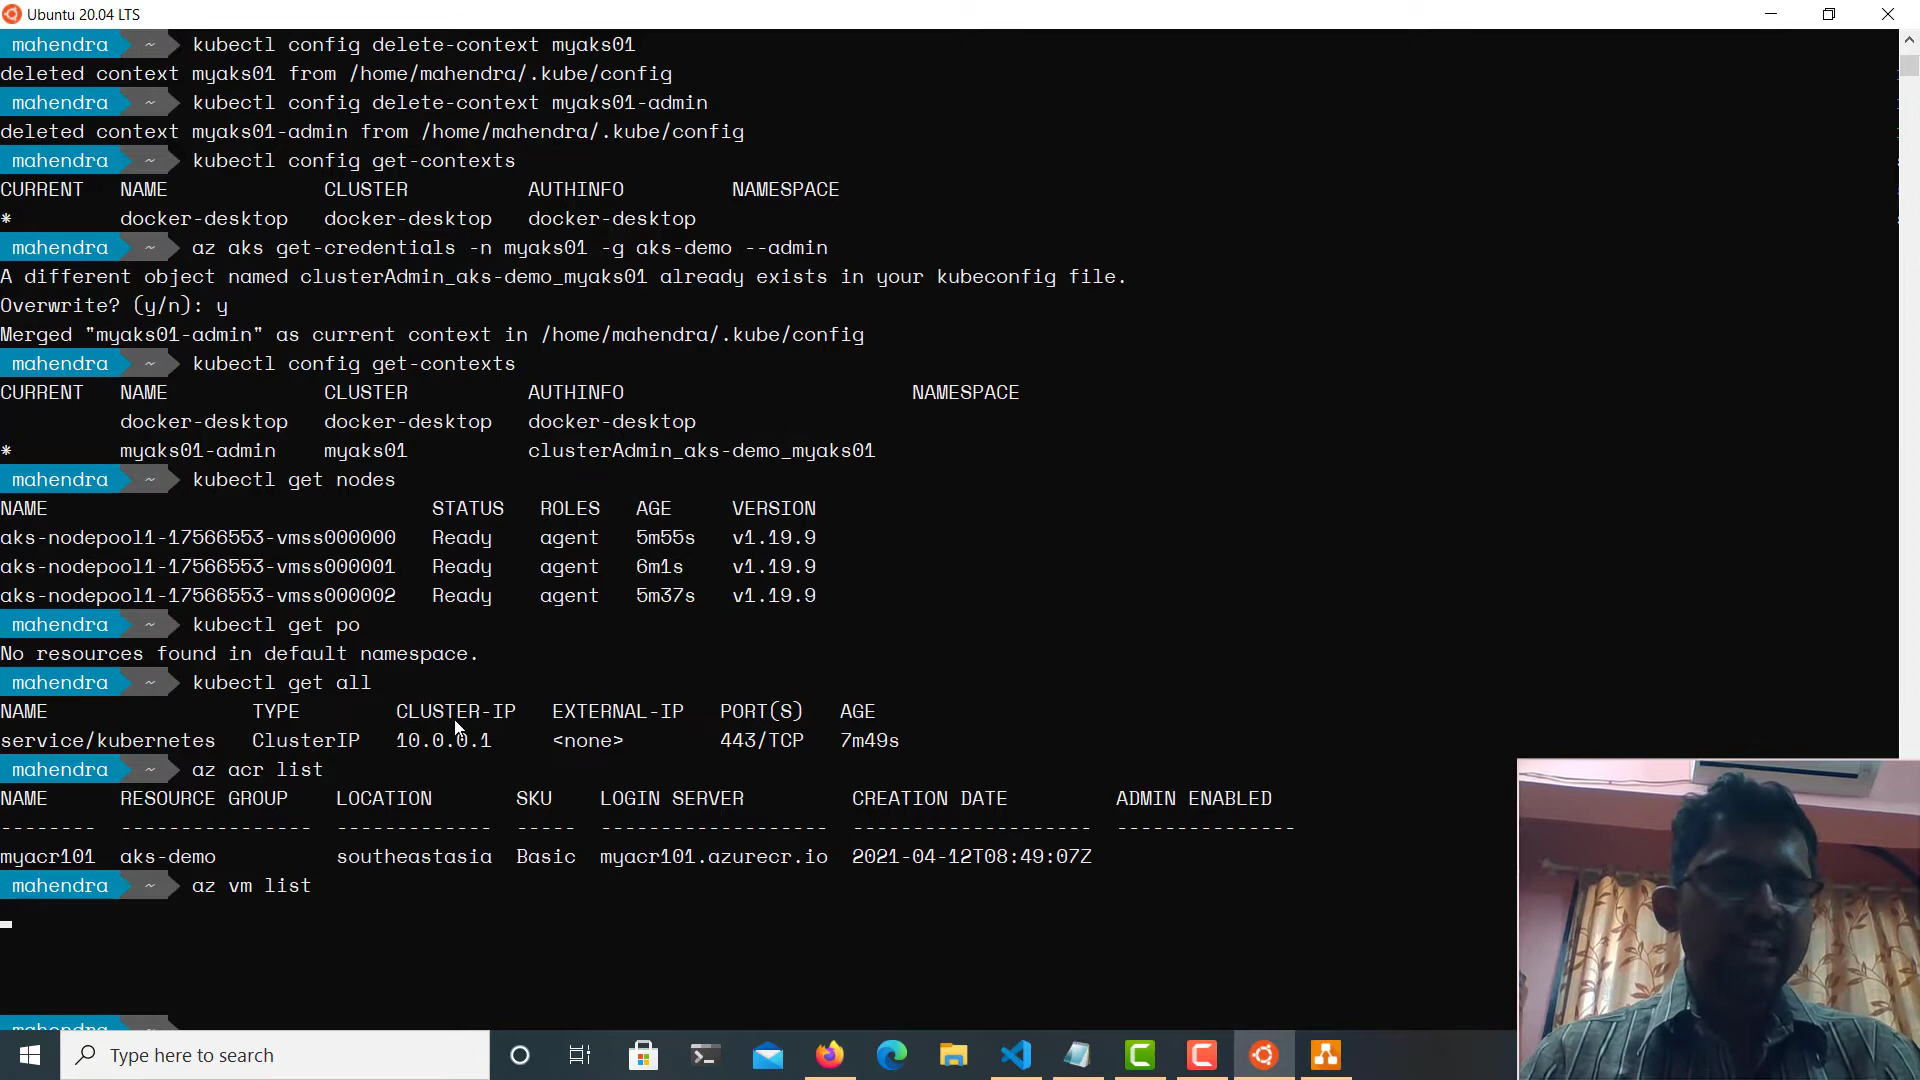 Ubuntu 20.04 LTS
mahendra ~ kubectl config delete-context myaks01
deleted context myaks01 from /home/mahendra/.kube/config
mahendra ~ kubectl config delete-context myaks01-admin
deleted context myaks01-admin from /home/mahendra/.kube/config
mahendra ~ kubectl config get-contexts
CURRENT NAME CLUSTER AUTHINFO NAMESPACE
* docker-desktop docker-desktop docker-desktop
mahendra ~ az aks get-credentials -n myaks01 -g aks-demo --admin
A different object named clusterAdmin_aks-demo_myaks01 already exists in your kubeconfig file.
Overwrite? (y/n): y
Merged "myaks01-admin" as current context in /home/mahendra/.kube/config
mahendra ~ kubectl config get-contexts
CURRENT NAME CLUSTER AUTHINFO NAMESPACE
docker-desktop docker-desktop docker-desktop
* myaks01-admin myaks01 clusterAdmin_aks-demo_myaks01
mahendra ~ kubectl get nodes
NAME STATUS ROLES AGE VERSION
aks-nodepool1-17566553-vmss000000 Ready agent 5m55s v1.19.9
aks-nodepool1-17566553-vmss000001 Ready agent 6m1s v1.19.9
aks-nodepool1-17566553-vmss000002 Ready agent 5m37s v1.19.9
mahendra ~ kubectl get po
No resources found in default namespace.
mahendra ~ kubectl get all
NAME TYPE CLUSTER-IP EXTERNAL-IP PORT(S) AGE
service/kubernetes ClusterIP 10.0.0.1 <none> 443/TCP 7m49s
mahendra ~ az acr list
NAME RESOURCE GROUP LOCATION SKU LOGIN SERVER CREATION DATE ADMIN ENABLED
-------- ---------------- ------------- ----- ------------------- -------------------- ---------------
myacr101 aks-demo southeastasia Basic myacr101.azurecr.io 2021-04-12T08:49:07Z
mahendra ~ az vm list
mahendra
Type here to search